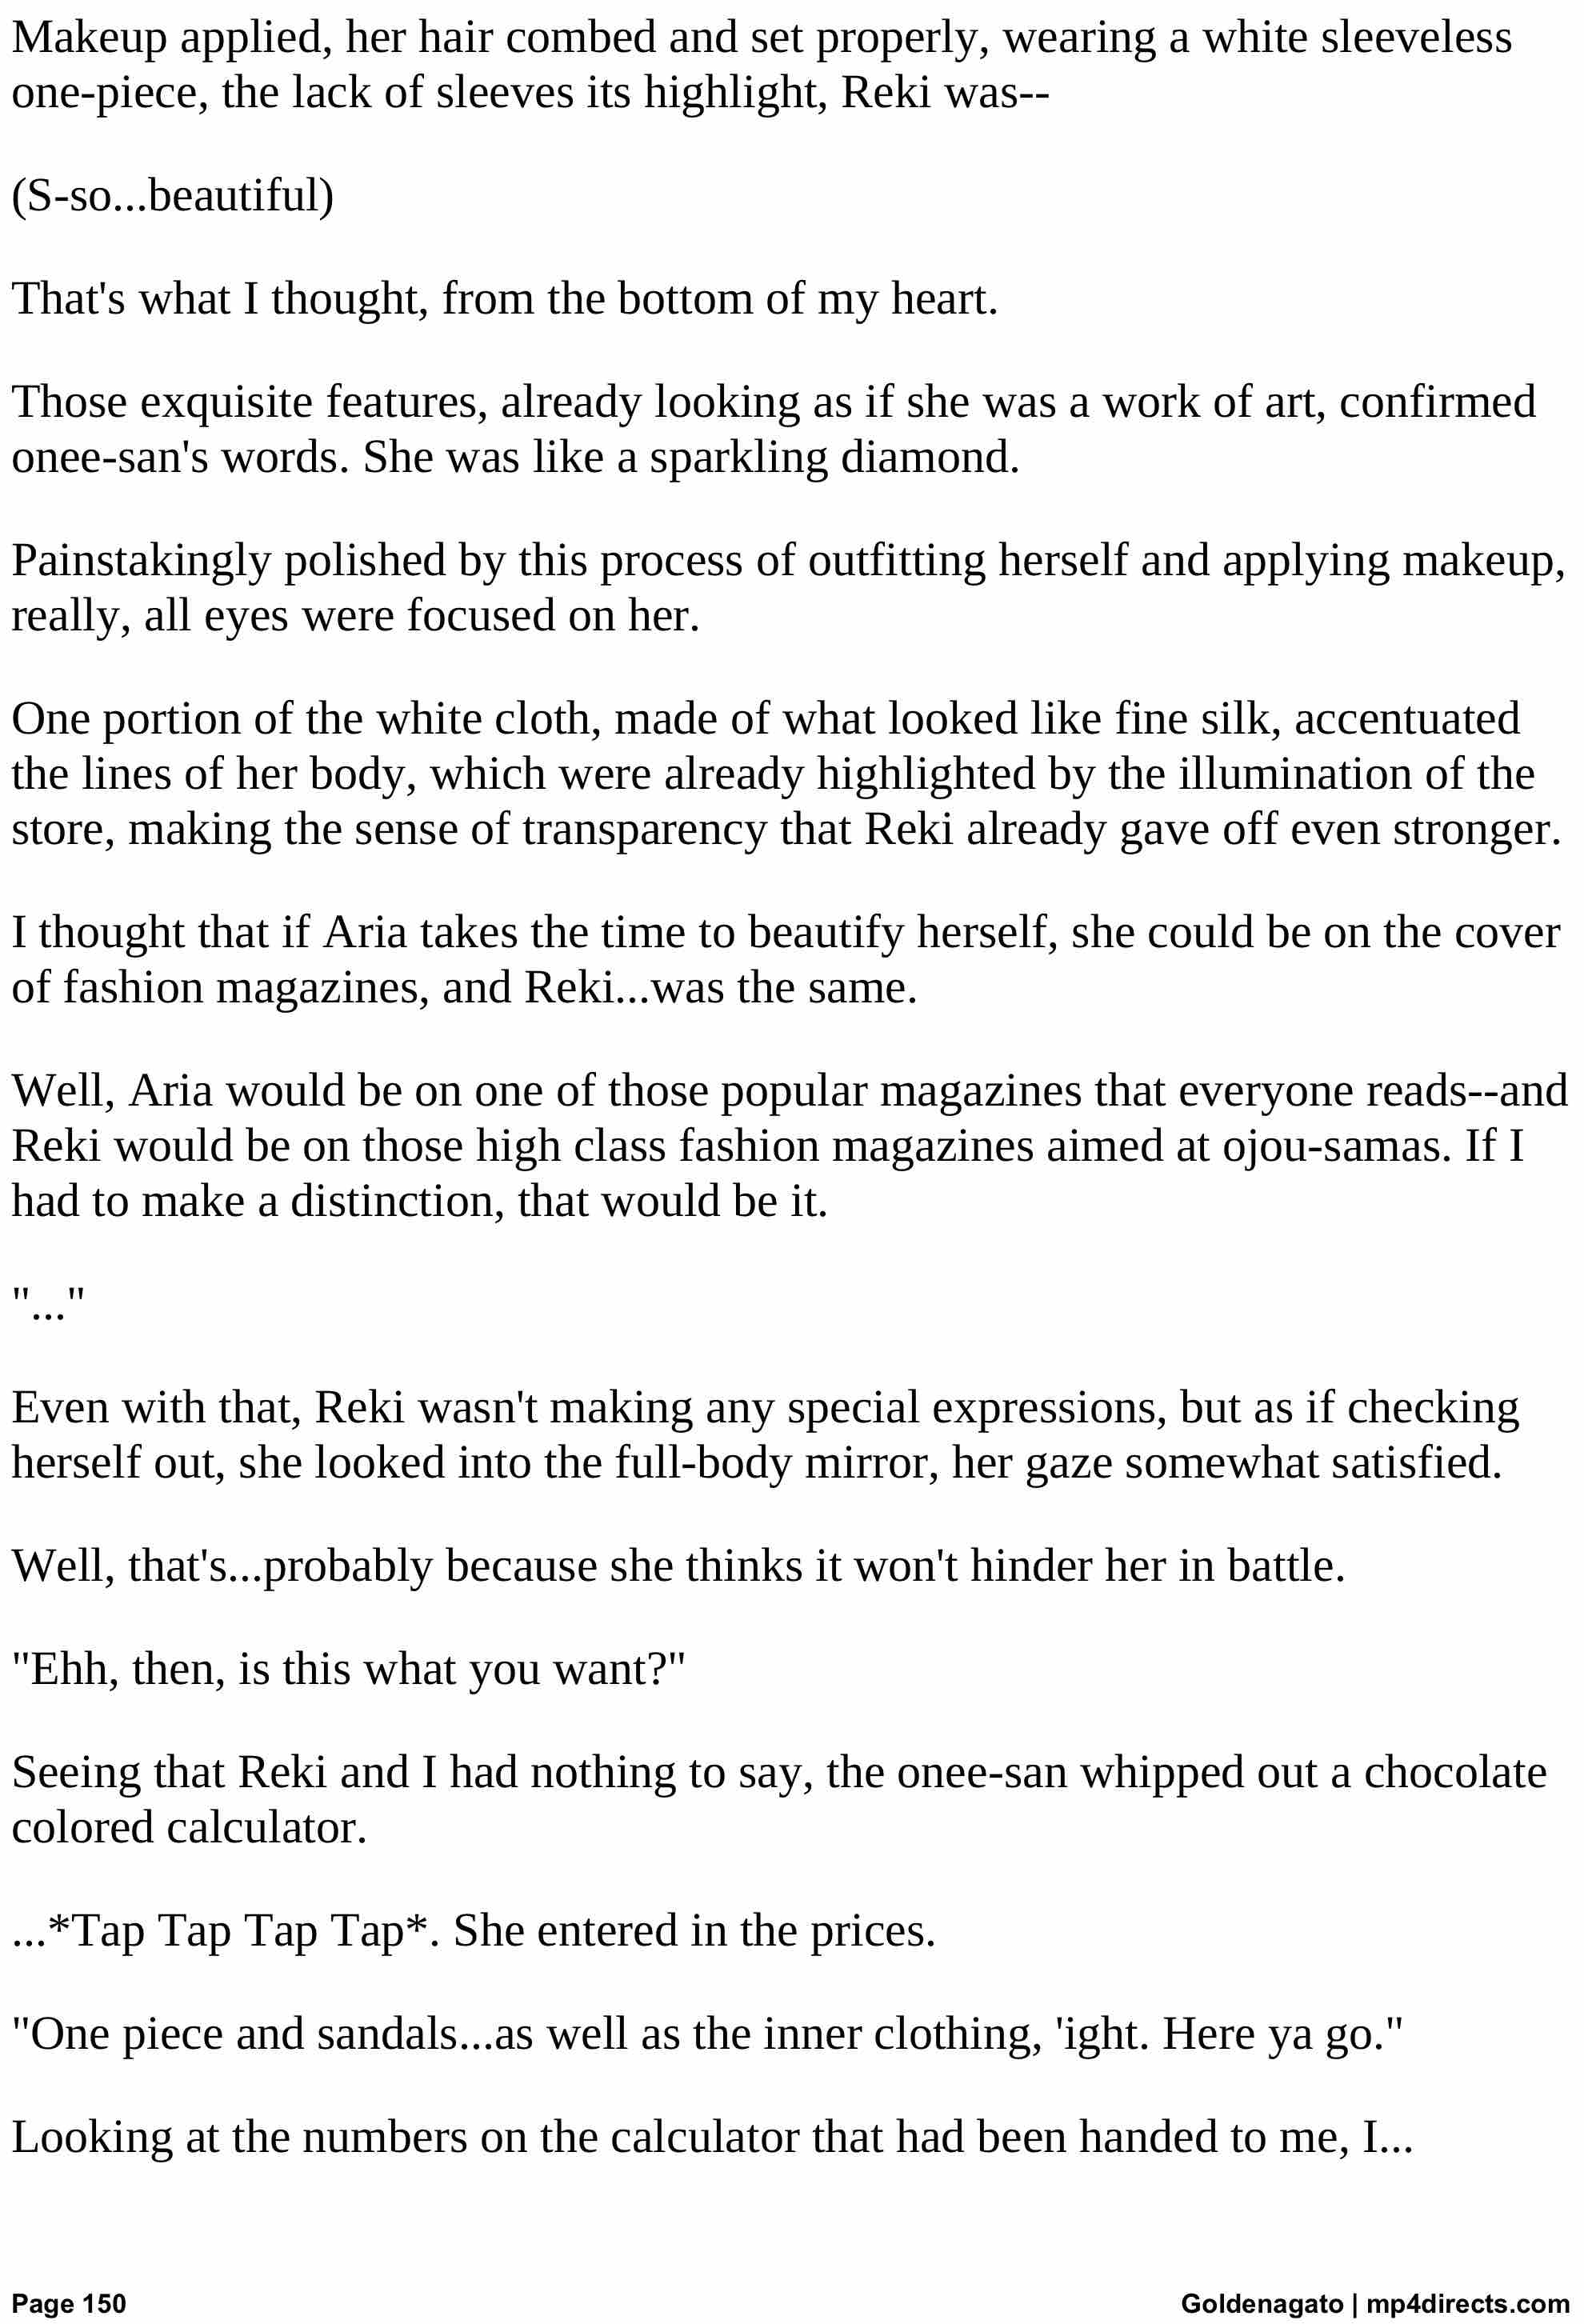 Makeup applied, her hair combed and set properly, wearing a white sleeveless
one-piece, the lack of sleeves its highlight, Reki was--
(S-so...beautiful)
That's what I thought, from the bottom of my heart.
Those exquisite features, already looking as if she was a work of art, confirmed
onee-san's words. She was like a sparkling diamond.
Painstakingly polished by this process of outfitting herself and applying makeup,
really, all eyes were focused on her.
One portion of the white cloth, made of what looked like fine silk, accentuated
the lines of her body, which were already highlighted by the illumination of the
store, making the sense of transparency that Reki already gave off even stronger.
I thought that if Aria takes the time to beautify herself, she could be on the cover
of fashion magazines, and Reki...was the same.
Well, Aria would be on one of those popular magazines that everyone reads--and
Reki would be on those high class fashion magazines aimed at ojou-samas. If I
had to make a distinction, that would be it.
"..."
Even with that, Reki wasn't making any special expressions, but as if checking
herself out, she looked into the full-body mirror, her gaze somewhat satisfied.
Well, that's...probably because she thinks it won't hinder her in battle.
"Ehh, then, is this what you want?"
Seeing that Reki and I had nothing to say, the onee-san whipped out a chocolate
colored calculator.
...*Tap Tap Tap Tap*. She entered in the prices.
"One piece and sandals...as well as the inner clothing, 'ight. Here ya go."
Looking at the numbers on the calculator that had been handed to me, I...
Page 150
Goldenagato | mp4directs.com